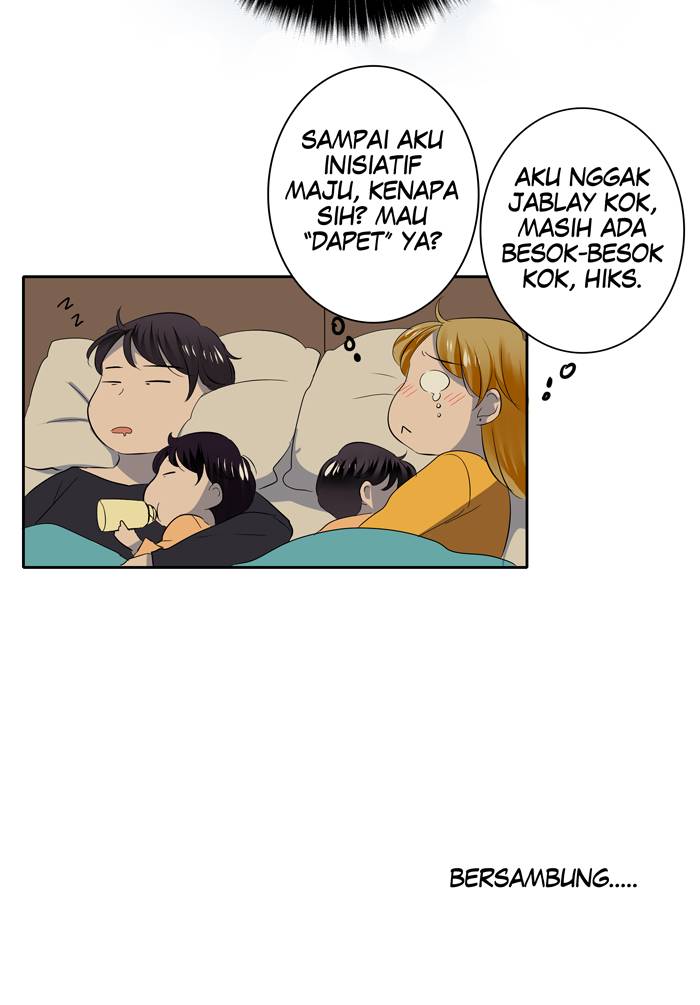 SAMPAI AKU
INISIATIF
MAJU, KENAPA
SIH? MAU
"DAPET" YA?
AKU NGGAK
JABLAY KOK,
MASIH ADA
BESOK-BESOK
KOK, HIKS.
ZZZ
BERSAMBUNG.....